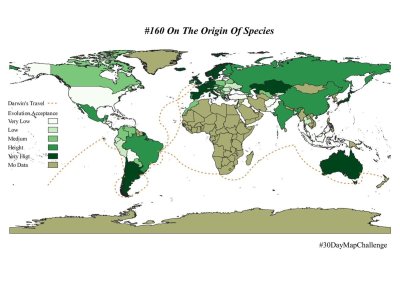 #160 On The Origin Of Species
Darwin's Travel
Evolution Acceptance
Very Low
Low
Medium
Height
Very Higt
No Data
#30DayMapChallenge